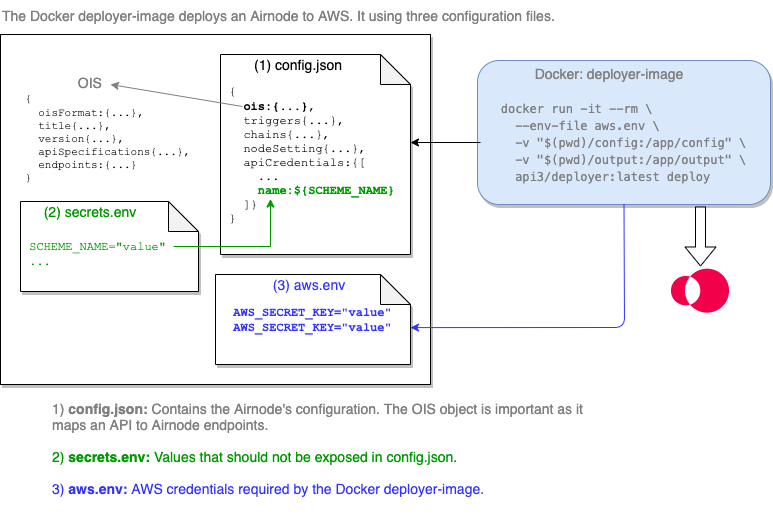 The Docker deployer-image deploys an Airnode to AWS. It using three configuration files.
OIS
{
oisFormat:{...},
title{...},
version{...},
apiSpecifications{...},
endpoints:{...}
}
(1) config.json
{
ois:{...},
triggers{...},
chains{...},
nodeSetting{...},
apiCredentials:{[
...
name:${SCHEME_NAME}
]}
}
Docker: deployer-image
docker run -it --rm \
--env-file aws.env \
-v "$(pwd)/config:/app/config" \
-v "$(pwd)/output:/app/output" \
api3/deployer:latest deploy
(2) secrets.env
SCHEME_NAME="value"
...
(3) aws.env
AWS_SECRET_KEY="value"
AWS_SECRET_KEY="value"
1) config.json: Contains the Airnode's configuration. The OIS object is important as it
maps an API to Airnode endpoints.
2) secrets.env: Values that should not be exposed in config.json.
3) aws.env: AWS credentials required by the Docker deployer-image.